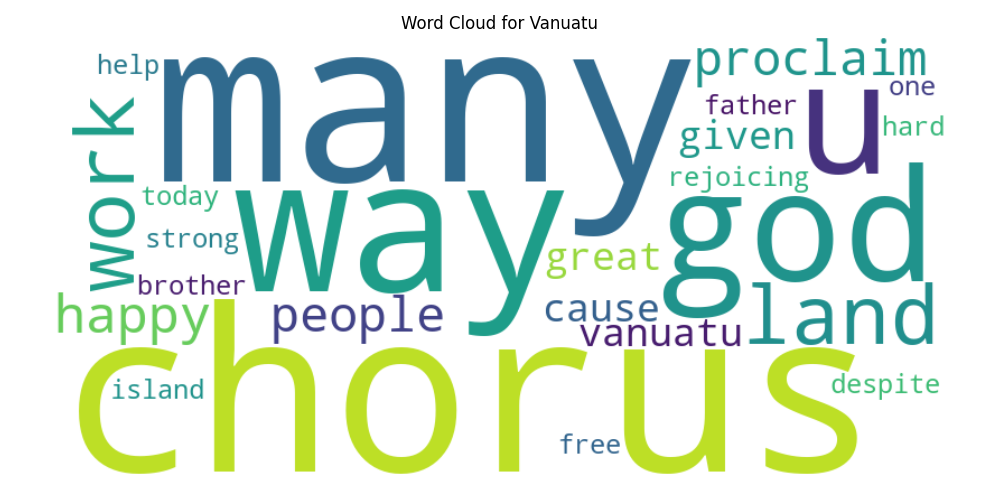 Word Cloud for Vanuatu
help
many
proclaim
work
father
u
one
given
hard
today
way
rejoicing
god
strong
great
brother
happy
people
cause
land
vanuatu
chorus
island
despite
free